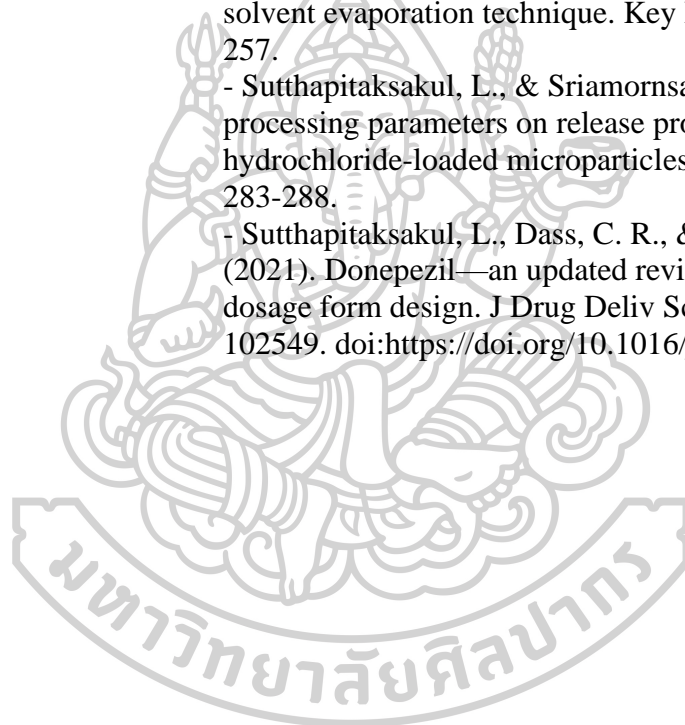 solvent evaporation technique. Key
257.
- Sutthapitaksakul, L., & Sriamornsa
processing parameters on release pro
hydrochloride-loaded microparticles
283-288.
- Sutthapitaksakul, L., Dass, C. R., &
(2021). Donepezil—an updated revi
dosage form design. J Drug Deliv Sc
102549. doi:https://doi.org/10.1016/
มหาวิทยาลัยศิลปากร